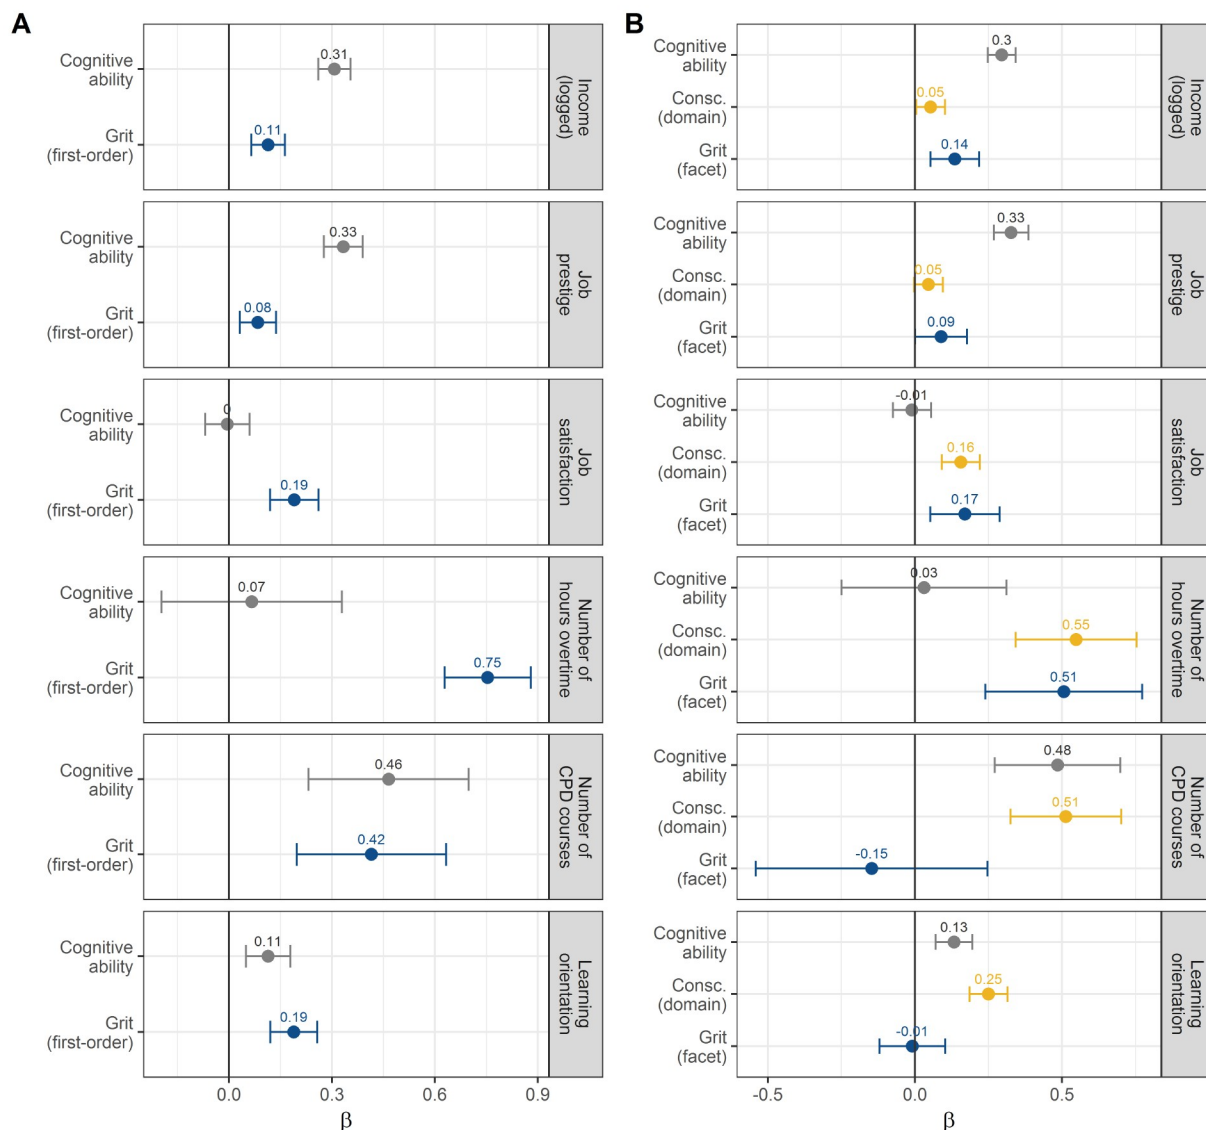 A
Cognitive
ability
0.31
Grit
(first-order)
0.11
Income
(logged)
Cognitive
ability
0.33
Grit
(first-order)
0.08
Job
prestige
Cognitive
ability
0
Grit
(first-order)
0.19
Job
satisfaction
Cognitive
ability
0.07
Grit
(first-order)
0.75
Number of
hours overtime
Cognitive
ability
0.46
Grit
(first-order)
0.42
Number of
CPD courses
Cognitive
ability
0.11
Grit
(first-order)
0.19
Learning
orientation
0.0 0.3 0.6 0.9
β
B
Cognitive
ability
0.3
Consc.
(domain)
0.05
Grit
(facet)
0.14
Income
(logged)
Cognitive
ability
0.33
Consc.
(domain)
0.05
Grit
(facet)
0.09
Job
prestige
Cognitive
ability
-0.01
Consc.
(domain)
0.16
Grit
(facet)
0.17
Job
satisfaction
Cognitive
ability
0.03
Consc.
(domain)
0.55
Grit
(facet)
0.51
Number of
hours overtime
Cognitive
ability
0.48
Consc.
(domain)
0.51
Grit
(facet)
-0.15
Number of
CPD courses
Cognitive
ability
0.13
Consc.
(domain)
0.25
Grit
(facet)
-0.01
Learning
orientation
-0.5 0.0 0.5
β